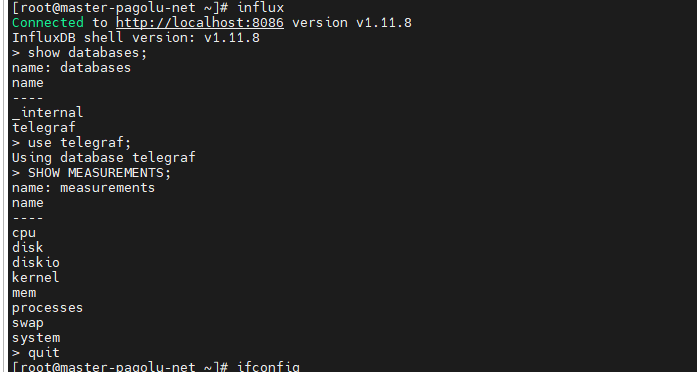 [root@master-pagolu-net ~]# influx
Connected to http://localhost:8086 version v1.11.8
InfluxDB shell version: v1.11.8
> show databases;
name: databases
name
----
_internal
telegraf
> use telegraf;
Using database telegraf
> SHOW MEASUREMENTS;
name: measurements
name
----
cpu
disk
diskio
kernel
mem
processes
swap
system
> quit
[root@master-pagolu-net ~]# ifconfig